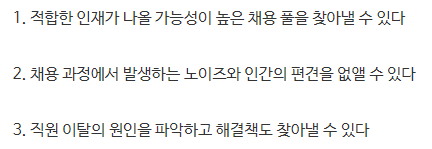 1. 적합한 인재가 나올 가능성이 높은 채용 풀을 찾아낼 수 있다
2. 채용 과정에서 발생하는 노이즈와 인간의 편견을 없앨 수 있다
3. 직원 이탈의 원인을 파악하고 해결책도 찾아낼 수 있다